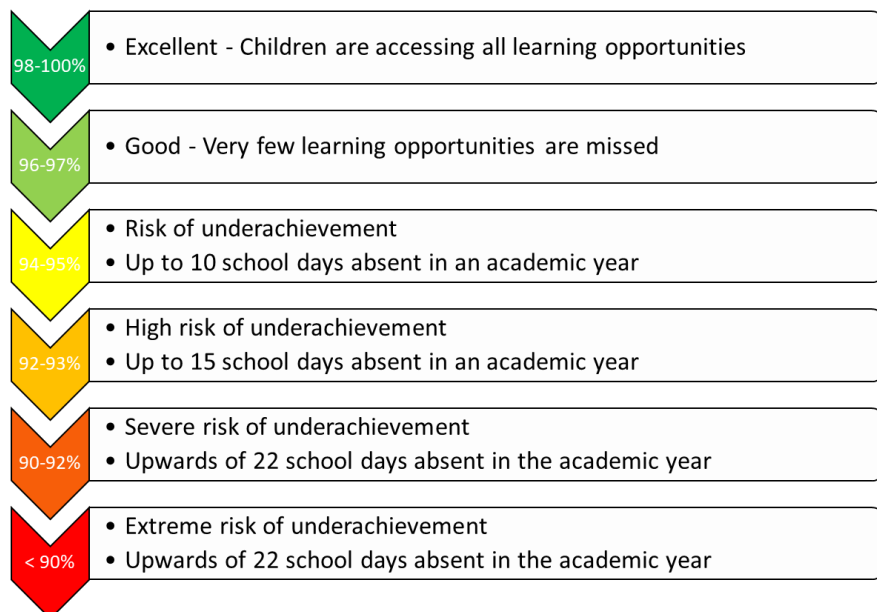 98-100%
• Excellent - Children are accessing all learning opportunities
96-97%
• Good - Very few learning opportunities are missed
94-95%
• Risk of underachievement
• Up to 10 school days absent in an academic year
92-93%
• High risk of underachievement
• Up to 15 school days absent in an academic year
90-92%
• Severe risk of underachievement
• Upwards of 22 school days absent in the academic year
< 90%
• Extreme risk of underachievement
• Upwards of 22 school days absent in the academic year